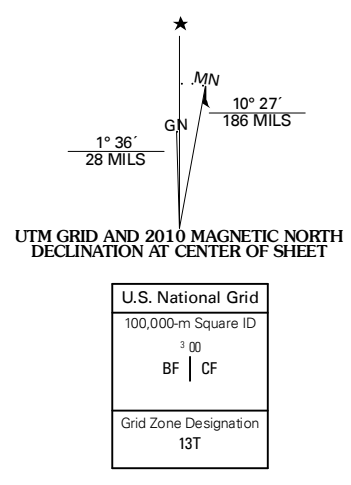 ★
MN
10° 27´
186 MILS
GN
1° 36´
28 MILS
UTM GRID AND 2010 MAGNETIC NORTH
DECLINATION AT CENTER OF SHEET
U.S. National Grid
100,000-m Square ID
3 00
BF CF
Grid Zone Designation
13T